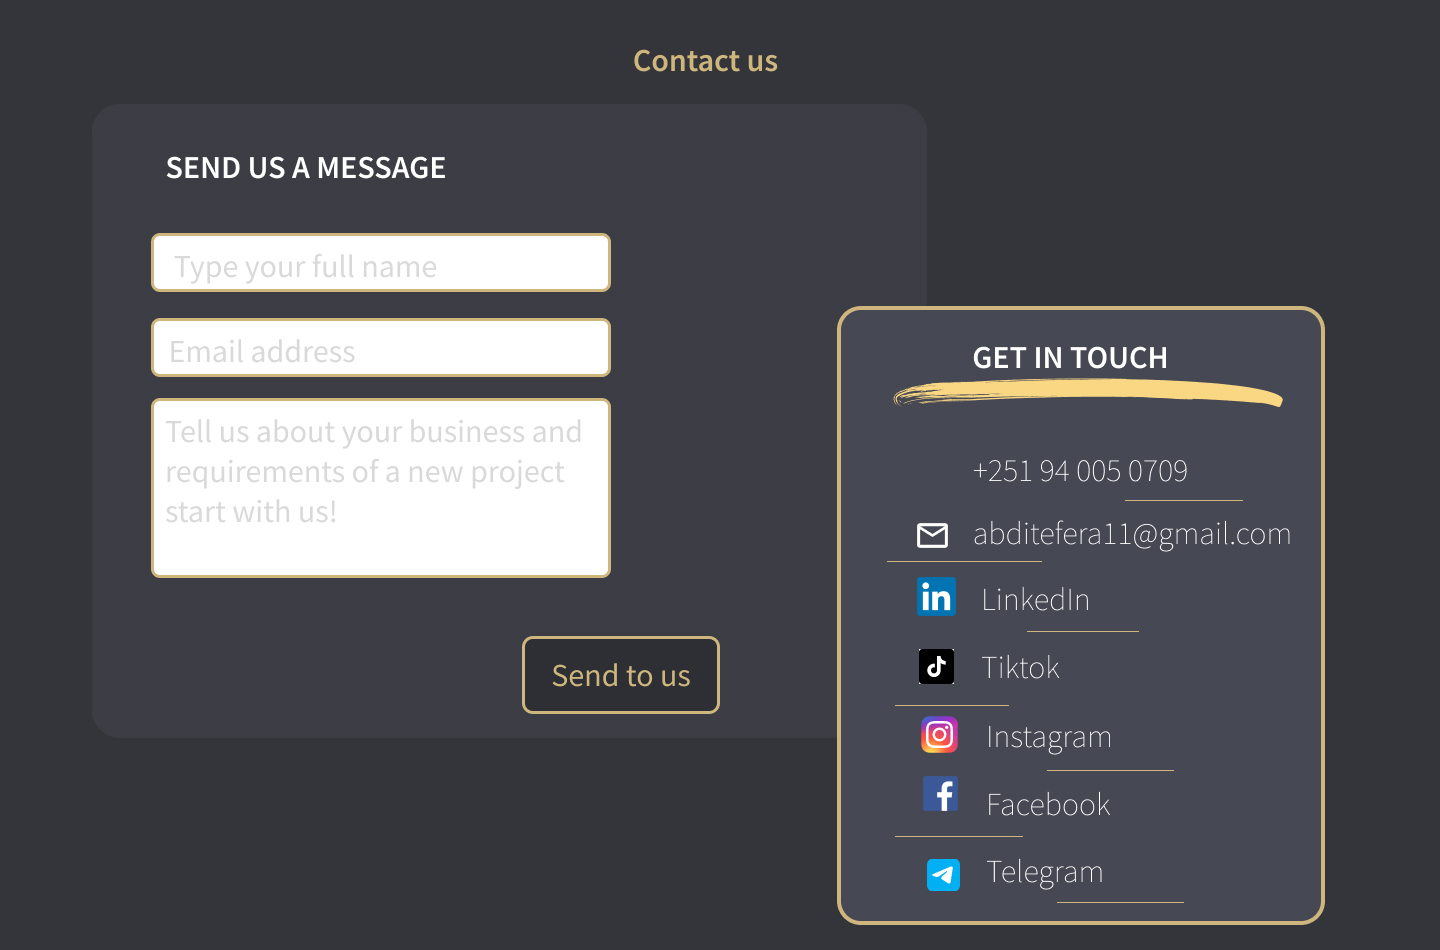 Contact us
SEND US A MESSAGE
Type your full name
Email address
Tell us about your business and
requirements of a new project
start with us!
Send to us
GET IN TOUCH
+251 94 005 0709
abditefera11@gmail.com
LinkedIn
Tiktok
Instagram
Facebook
Telegram